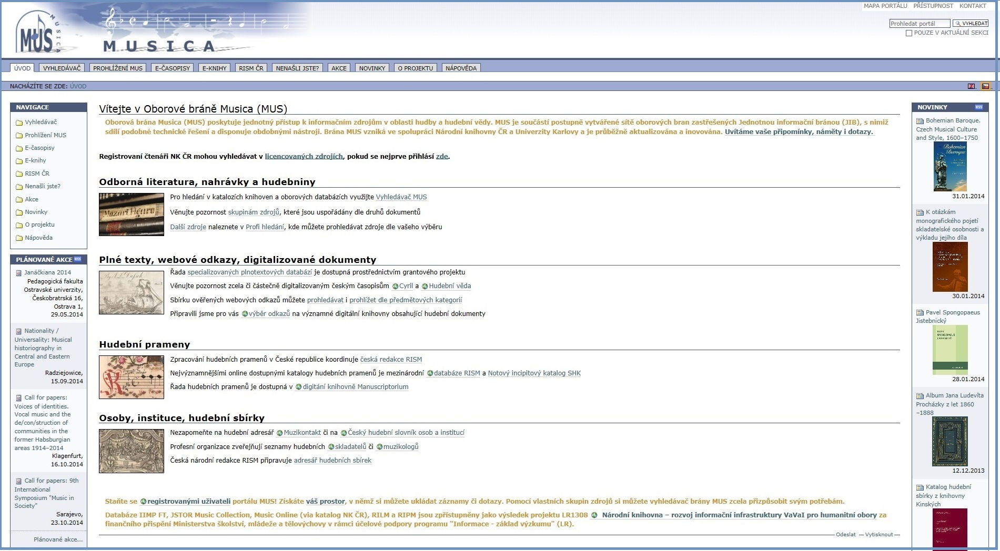 MAPA PORTÁLU PŘÍSTUPNOST KONTAKT
MUS
MUSICA
MUSICA
Prohledat portál VYHLEDAT
POUZE V AKTUÁLNÍ SEKCI
ÚVOD VYHLEDÁVAČ PROHLÍŽENÍ MUS E-ČASOPISY E-KNIHY RISM ČR NENAŠLI JSTE? AKCE NOVINKY O PROJEKTU NÁPOVĚDA
NACHÁZÍTE SE ZDE: ÚVOD
NAVIGACE
Vyhledávač
Prohlížení MUS
E-časopisy
E-knihy
RISM ČR
Nenašli jste?
Akce
Novinky
O projektu
Nápověda
PLÁNOVANÉ AKCE RSS
Janáčkiana 2014
Pedagogická fakulta
Ostravské univerzity,
Českobratrská 16,
Ostrava 1,
29.05.2014
Nationality /
Universality: Musical
historiography in
Central and Eastern
Europe
Radziejowice,
15.09.2014
Call for papers:
Voices of identities.
Vocal music and the
de/con/struction of
communities in the
former Habsburgian
areas 1914–2014
Klagenfurt,
16.10.2014
Call for papers: 9th
International
Symposium "Music in
Society"
Sarajevo,
23.10.2014
Plánované akce...
Vítejte v Oborové bráně Musica (MUS)
Oborová brána Musica (MUS) poskytuje jednotný přístup k informačním zdrojům v oblasti hudby a hudební vědy. MUS je součástí postupně vytvářené sítě oborových bran zastřešených Jednotnou informační bránou (JIB), s nimiž
sdílí podobné technické řešení a disponuje obdobnými nástroji. Brána MUS vzniká ve spolupráci Národní knihovny ČR a Univerzity Karlovy a je průběžně aktualizována a inovována. Uvítáme vaše připomínky, náměty i dotazy.
Registrovaní čtenáři NK ČR mohou vyhledávat v licencovaných zdrojích, pokud se nejprve přihlásí zde.
Odborná literatura, nahrávky a hudebniny
Mozart Figaro
Pro hledání v katalozích knihoven a oborových databázích využijte Vyhledávač MUS
Věnujte pozornost skupinám zdrojů, které jsou uspořádány dle druhů dokumentů
Další zdroje naleznete v Profi hledání, kde můžete prohledávat zdroje dle vašeho výběru
Plné texty, webové odkazy, digitalizované dokumenty
Řada specializovaných plnotextových databází je dostupná prostřednictvím grantového projektu
Věnujte pozornost zcela či částečně digitalizovaným českým časopisům Cyril a Hudební věda
Sbírku ověřených webových odkazů můžete prohledávat i prohlížet dle předmětových kategorií
Připravili jsme pro vás výběr odkazů na významné digitální knihovny obsahující hudební dokumenty
Hudební prameny
Zpracování hudebních pramenů v České republice koordinuje česká redakce RISM
Nejvýznamnějšími online dostupnými katalogy hudebních pramenů je mezinárodní databáze RISM a Notový incipitový katalog SHK
Řada hudebních pramenů je dostupná v digitání knihovně Manuscriptorium
Osoby, instituce, hudební sbírky
Nezapomeňte na hudební adresář Muzikontakt či na Český hudební slovník osob a institucí
Profesní organizace zveřejňují seznamy hudebních skladatelů či muzikologů
Česká národní redakce RISM připravuje adresář hudebních sbírek
Staňte se registrovanými uživateli portálu MUS! Získáte váš prostor, v němž si můžete ukládat záznamy či dotazy. Pomocí vlastních skupin zdrojů si můžete vyhledávač brány MUS zcela přizpůsobit svým potřebám.
Databáze IIMP FT, JSTOR Music Collection, Music Online (via katalog NK ČR), RILM a RIPM jsou zpřístupněny jako výsledek projektu LR1308 Národní knihovna – rozvoj informační infrastruktury VaVaI pro humanitní obory za
finančního přispění Ministerstva školství, mládeže a tělovýchovy v rámci účelové podpory programu "Informace - základ výzkumu" (LR).
Odeslat — Vytisknout —
NOVINKY RSS
Bohemian Baroque.
Czech Musical Culture
and Style, 1600–1750
Bohemian
Baroque
31.01.2014
K otázkám
monografického pojetí
skladatelské osobnosti a
výkladu jejího díla
30.01.2014
Pavel Spongopaeus
Jistebnický
PAVEL
SPONGOPAEUS
JISTEBNICKÝ
28.01.2014
Album Jana Ludevíta
Procházky z let 1860
–1888
12.12.2013
Katalog hudební
sbírky z knihovny
Kinských